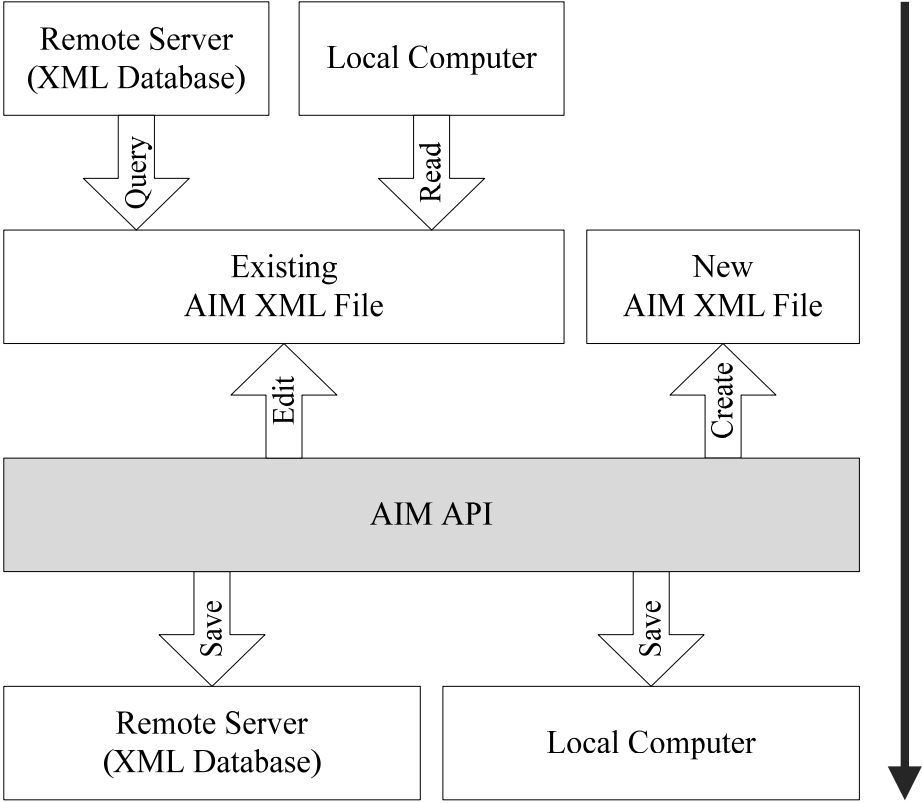 Remote Server
(XML Database)
Local Computer
Query
Read
Existing
AIM XML File
New
AIM XML File
Edit
Create
AIM API
Save
Save
Remote Server
(XML Database)
Local Computer